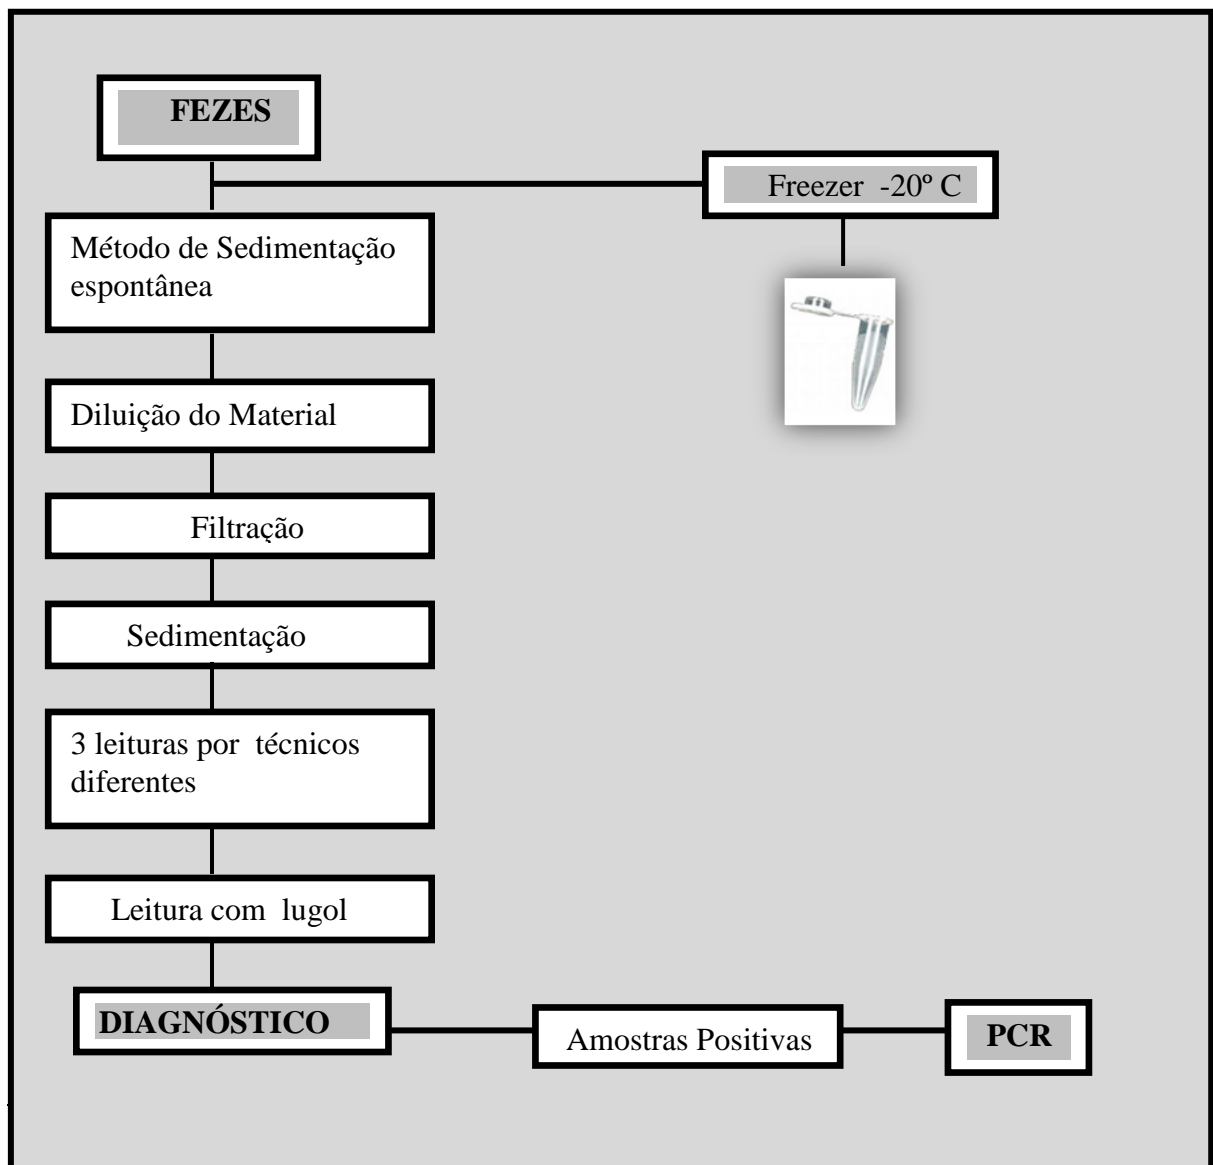 FEZES
Freezer -20º C
Método de Sedimentação
espontânea
Diluição do Material
Filtração
Sedimentação
3 leituras por técnicos
diferentes
Leitura com lugol
DIAGNÓSTICO
Amostras Positivas
PCR